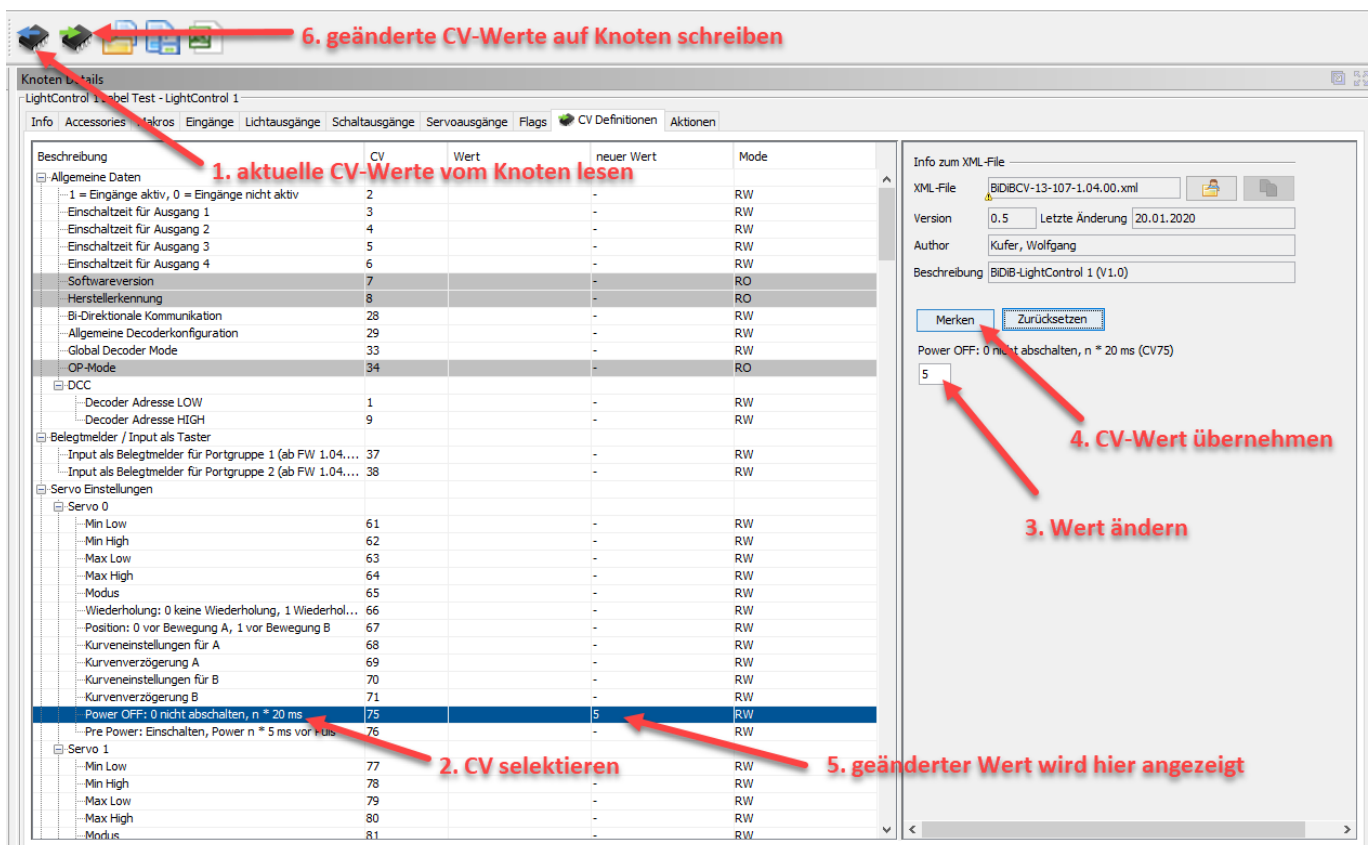 6. geänderte CV-Werte auf Knoten schreiben
Knoten Details
LightControl 1 Label Test - LightControl 1
Info Accessories Makros Eingänge Lichtausgänge Schaltausgänge Servoausgänge Flags CV Definitionen Aktionen
Beschreibung CV Wert neuer Wert Mode
1. aktuelle CV-Werte vom Knoten lesen
Allgemeine Daten
1 = Eingänge aktiv, 0 = Eingänge nicht aktiv 2 - RW
Einschaltzeit für Ausgang 1 3 - RW
Einschaltzeit für Ausgang 2 4 - RW
Einschaltzeit für Ausgang 3 5 - RW
Einschaltzeit für Ausgang 4 6 - RW
Softwareversion 7 - RO
Herstellerkennung 8 - RO
Bi-Direktionale Kommunikation 28 - RW
Allgemeine Decoderkonfiguration 29 - RW
Global Decoder Mode 33 - RW
OP-Mode 34 - RO
DCC
Decoder Adresse LOW 1 - RW
Decoder Adresse HIGH 9 - RW
Belegtmelder / Input als Taster
Input als Belegtmelder für Portgruppe 1 (ab FW 1.04.... 37 - RW
Input als Belegtmelder für Portgruppe 2 (ab FW 1.04.... 38 - RW
Servo Einstellungen
Servo 0
Min Low 61 - RW
Min High 62 - RW
Max Low 63 - RW
Max High 64 - RW
Modus 65 - RW
Wiederholung: 0 keine Wiederholung, 1 Wiederhol... 66 - RW
Position: 0 vor Bewegung A, 1 vor Bewegung B 67 - RW
Kurveneinstellungen für A 68 - RW
Kurvenverzögerung A 69 - RW
Kurveneinstellungen für B 70 - RW
Kurvenverzögerung B 71 - RW
Power OFF: 0 nicht abschalten, n * 20 ms 75 5 RW
Pre Power: Einschalten, Power n * 5 ms vor Puls 76 - RW
Servo 1
Min Low 77 - RW
2. CV selektieren
5. geänderter Wert wird hier angezeigt
Min High 78 - RW
Max Low 79 - RW
Max High 80 - RW
Modus 81 - RW
Info zum XML-File
XML-File BiDiBCV-13-107-1.04.00.xml
Version 0.5 Letzte Änderung 20.01.2020
Author Kufer, Wolfgang
Beschreibung BiDiB-LightControl 1 (V1.0)
Merken Zurücksetzen
Power OFF: 0 nicht abschalten, n * 20 ms (CV75)
5
4. CV-Wert übernehmen
3. Wert ändern